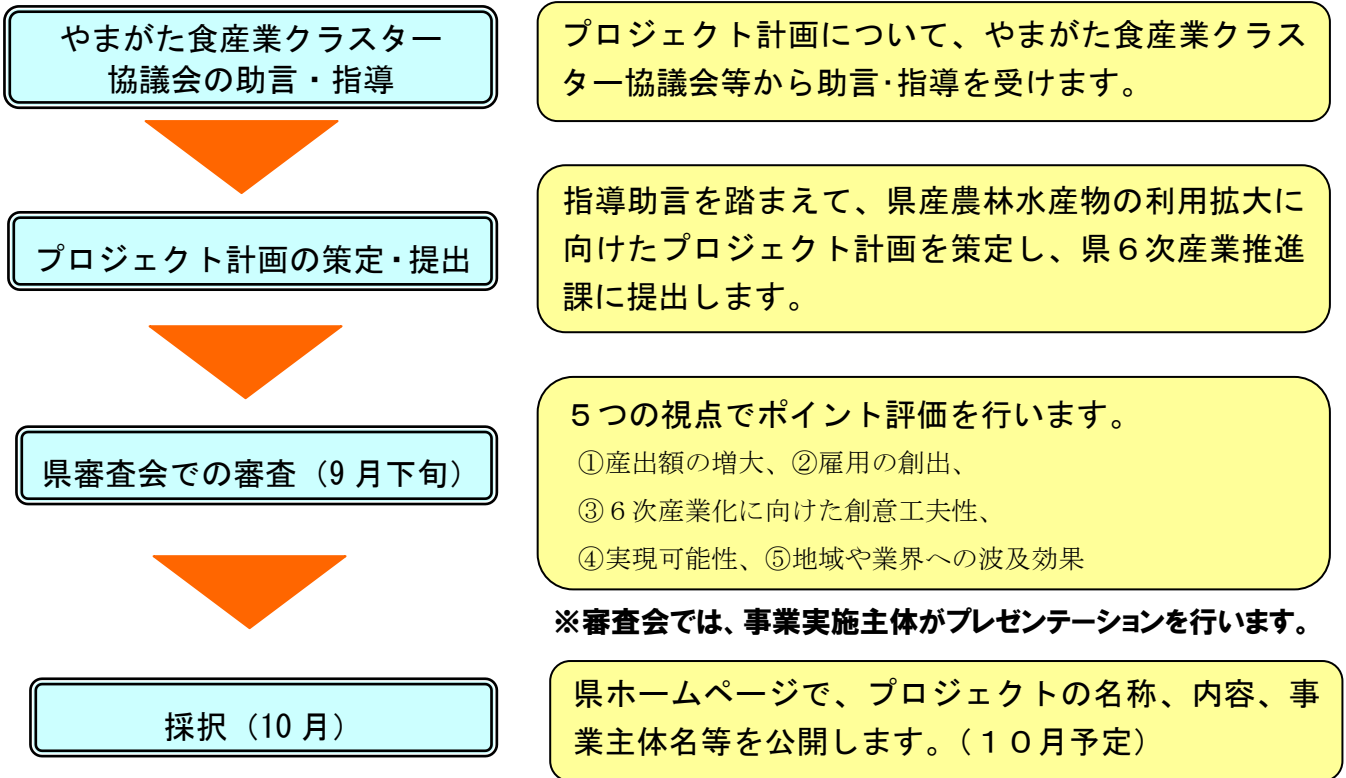 やまがた食産業クラスター
協議会の助言・指導
プロジェクト計画について、やまがた食産業クラス
ター協議会等から助言・指導を受けます。
プロジェクト計画の策定・提出
指導助言を踏まえて、県産農林水産物の利用拡大に
向けたプロジェクト計画を策定し、県６次産業推進
課に提出します。
県審査会での審査（9 月下旬）
５つの視点でポイント評価を行います。
①産出額の増大、②雇用の創出、
③６次産業化に向けた創意工夫性、
④実現可能性、⑤地域や業界への波及効果
※審査会では、事業実施主体がプレゼンテーションを行います。
採択（10 月）
県ホームページで、プロジェクトの名称、内容、事
業主体名等を公開します。（１０月予定）